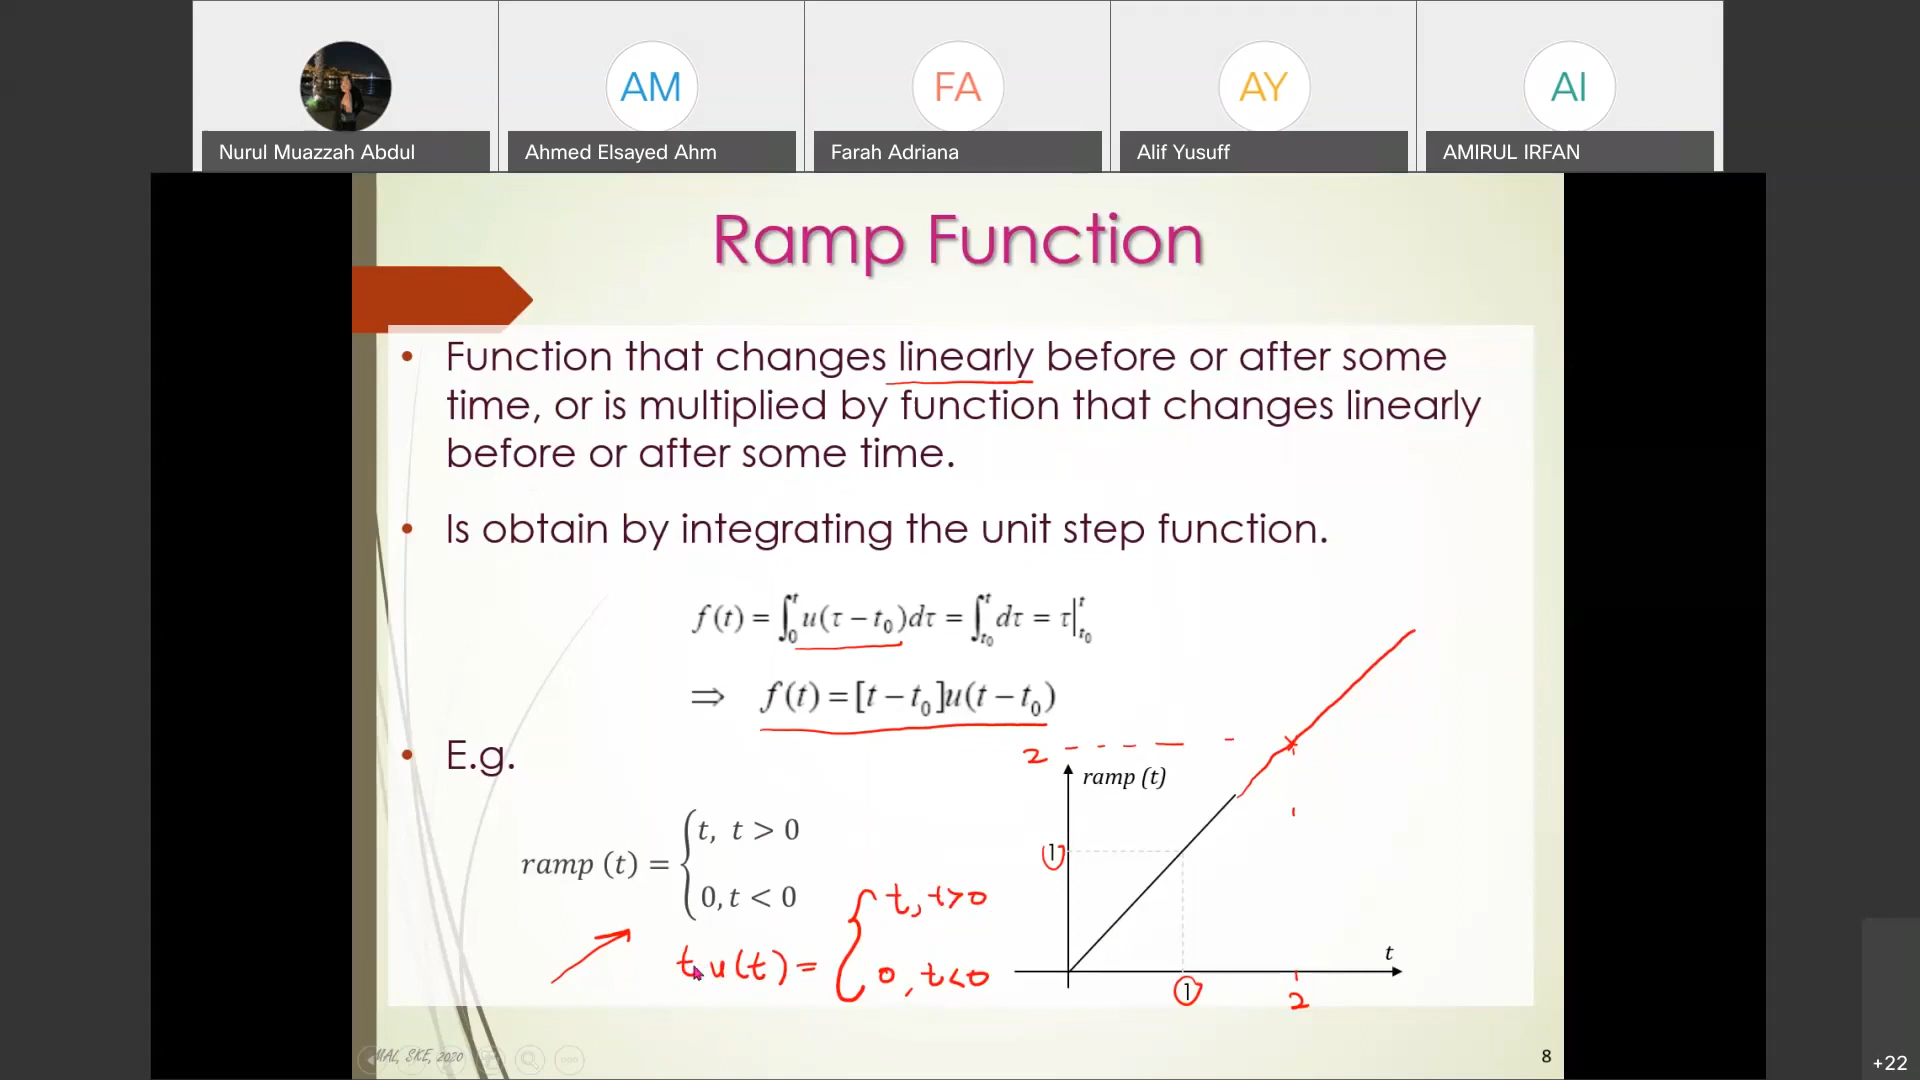 AM
FA
AY
AI
Nurul Muazzah Abdul
Ahmed Elsayed Ahm
Farah Adriana
Alif Yusuff
AMIRUL IRFAN
Ramp Function
• Function that changes linearly before or after some
time, or is multiplied by function that changes linearly
before or after some time.
• Is obtain by integrating the unit step function.
f(t) = ∫₀ᵗ u(τ − t₀)dτ = ∫ₜ₀ᵗ dτ = τ|ₜ₀ᵗ
⇒ f(t) = [t − t₀]u(t − t₀)
• E.g.
ramp (t) = { t, t > 0
0, t < 0
t u(t) = { t, t>0
0, t<0
2
ramp (t)
1
t
1
2
MAL, SKE, 2020
8
+22